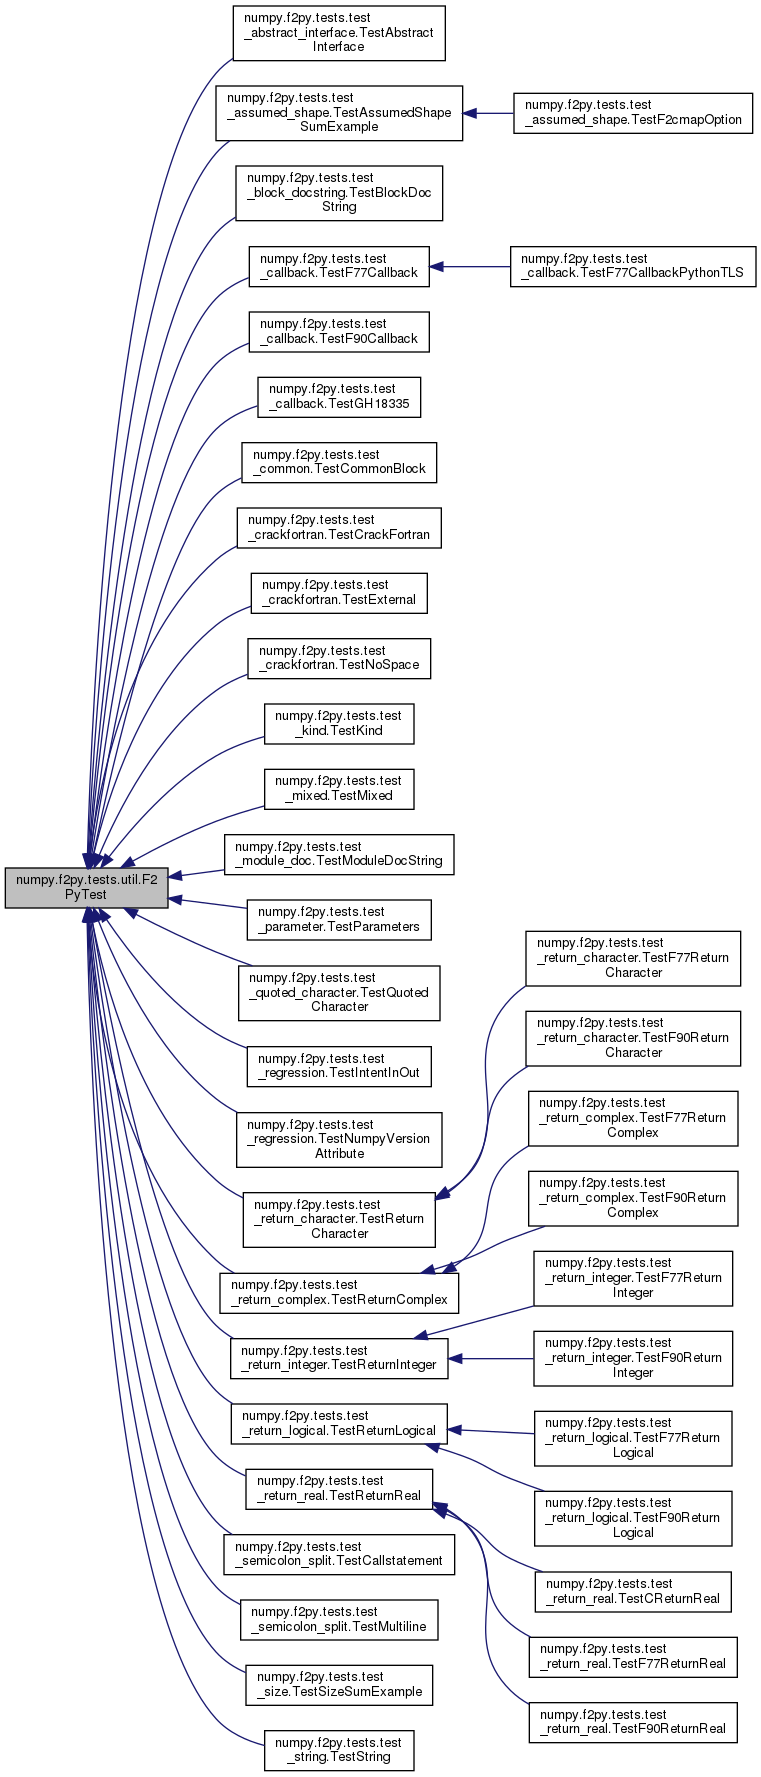 numpy.f2py.tests.test
_abstract_interface.TestAbstract
Interface
numpy.f2py.tests.test
_assumed_shape.TestAssumedShape
SumExample
numpy.f2py.tests.test
_assumed_shape.TestF2cmapOption
numpy.f2py.tests.test
_block_docstring.TestBlockDoc
String
numpy.f2py.tests.test
_callback.TestF77Callback
numpy.f2py.tests.test
_callback.TestF77CallbackPythonTLS
numpy.f2py.tests.test
_callback.TestF90Callback
numpy.f2py.tests.test
_callback.TestGH18335
numpy.f2py.tests.test
_common.TestCommonBlock
numpy.f2py.tests.test
_crackfortran.TestCrackFortran
numpy.f2py.tests.test
_crackfortran.TestExternal
numpy.f2py.tests.test
_crackfortran.TestNoSpace
numpy.f2py.tests.test
_kind.TestKind
numpy.f2py.tests.test
_mixed.TestMixed
numpy.f2py.tests.test
_module_doc.TestModuleDocString
numpy.f2py.tests.util.F2
PyTest
numpy.f2py.tests.test
_parameter.TestParameters
numpy.f2py.tests.test
_quoted_character.TestQuoted
Character
numpy.f2py.tests.test
_regression.TestIntentInOut
numpy.f2py.tests.test
_regression.TestNumpyVersion
Attribute
numpy.f2py.tests.test
_return_character.TestReturn
Character
numpy.f2py.tests.test
_return_character.TestF77Return
Character
numpy.f2py.tests.test
_return_character.TestF90Return
Character
numpy.f2py.tests.test
_return_complex.TestReturnComplex
numpy.f2py.tests.test
_return_complex.TestF77Return
Complex
numpy.f2py.tests.test
_return_complex.TestF90Return
Complex
numpy.f2py.tests.test
_return_integer.TestReturnInteger
numpy.f2py.tests.test
_return_integer.TestF77Return
Integer
numpy.f2py.tests.test
_return_integer.TestF90Return
Integer
numpy.f2py.tests.test
_return_logical.TestReturnLogical
numpy.f2py.tests.test
_return_logical.TestF77Return
Logical
numpy.f2py.tests.test
_return_logical.TestF90Return
Logical
numpy.f2py.tests.test
_return_real.TestReturnReal
numpy.f2py.tests.test
_return_real.TestCReturnReal
numpy.f2py.tests.test
_return_real.TestF77ReturnReal
numpy.f2py.tests.test
_return_real.TestF90ReturnReal
numpy.f2py.tests.test
_semicolon_split.TestCallstatement
numpy.f2py.tests.test
_semicolon_split.TestMultiline
numpy.f2py.tests.test
_size.TestSizeSumExample
numpy.f2py.tests.test
_string.TestString